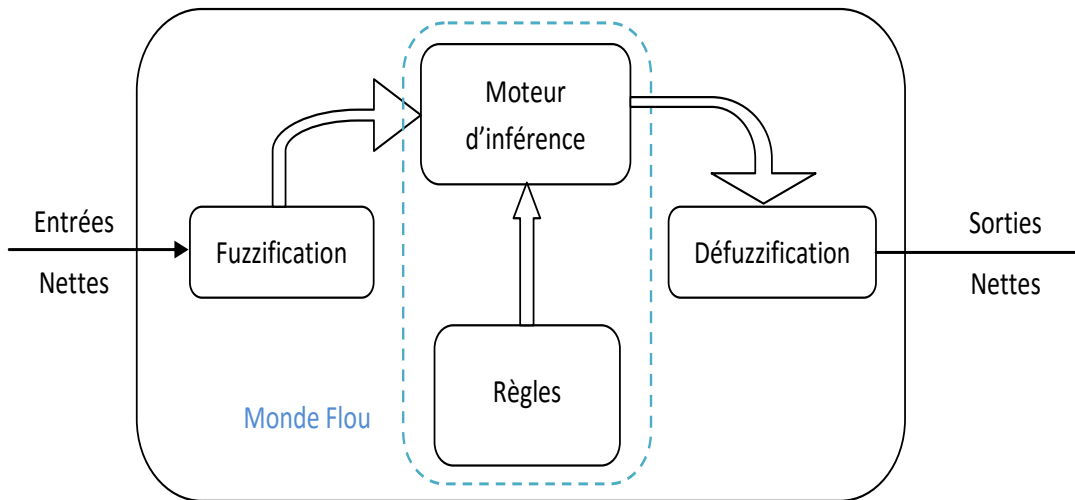 Moteur
d’inférence
Entrées
Nettes
Fuzzification
Défuzzification
Sorties
Nettes
Règles
Monde Flou